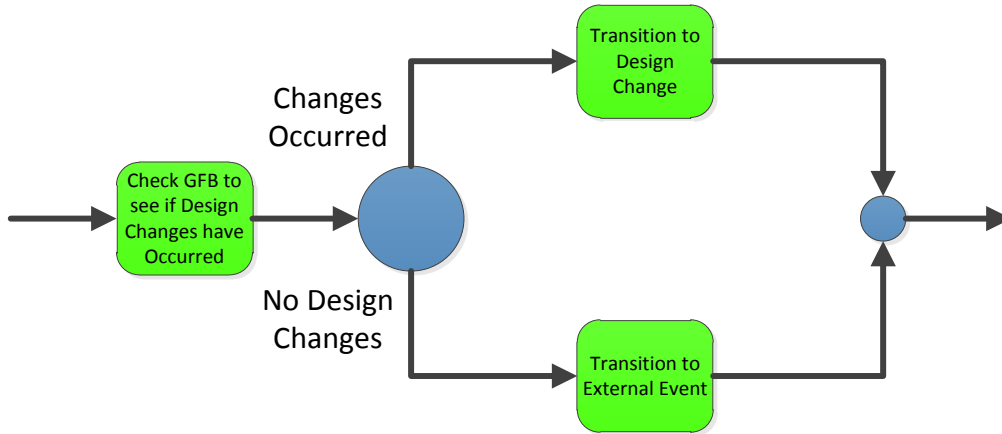 Check GFB to
see if Design
Changes have
Occurred
Changes
Occurred
No Design
Changes
Transition to
Design
Change
Transition to
External Event